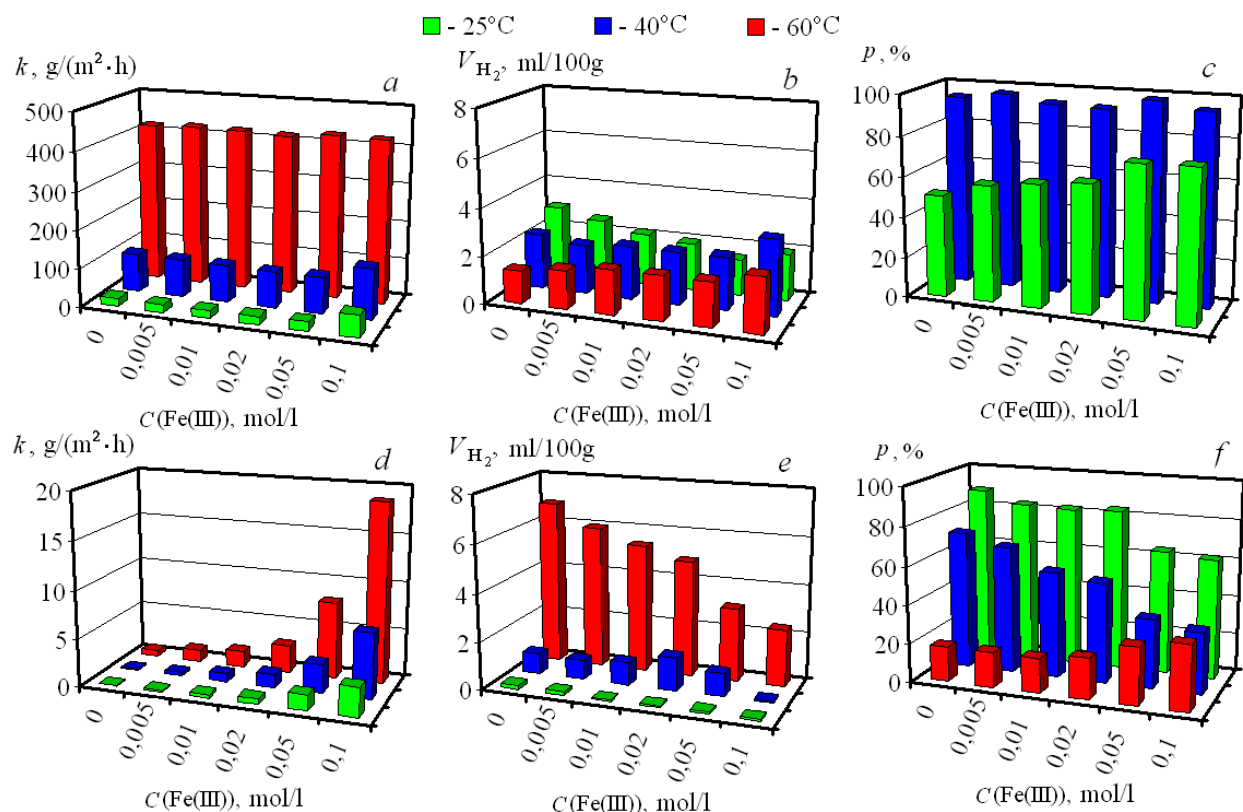 - 25°C - 40°C - 60°C
k, g/(m²·h)
a
500
400
300
200
100
0
0 0,005 0,01 0,02 0,05 0,1
C(Fe(III)), mol/l
V H₂, ml/100g
b
8
6
4
2
0
0 0,005 0,01 0,02 0,05 0,1
C(Fe(III)), mol/l
p, %
c
100
80
60
40
20
0
0 0,005 0,01 0,02 0,05 0,1
C(Fe(III)), mol/l
k, g/(m²·h)
d
20
15
10
5
0
0 0,005 0,01 0,02 0,05 0,1
C(Fe(III)), mol/l
V H₂, ml/100g
e
8
6
4
2
0
0 0,005 0,01 0,02 0,05 0,1
C(Fe(III)), mol/l
p, %
f
100
80
60
40
20
0
0 0,005 0,01 0,02 0,05 0,1
C(Fe(III)), mol/l